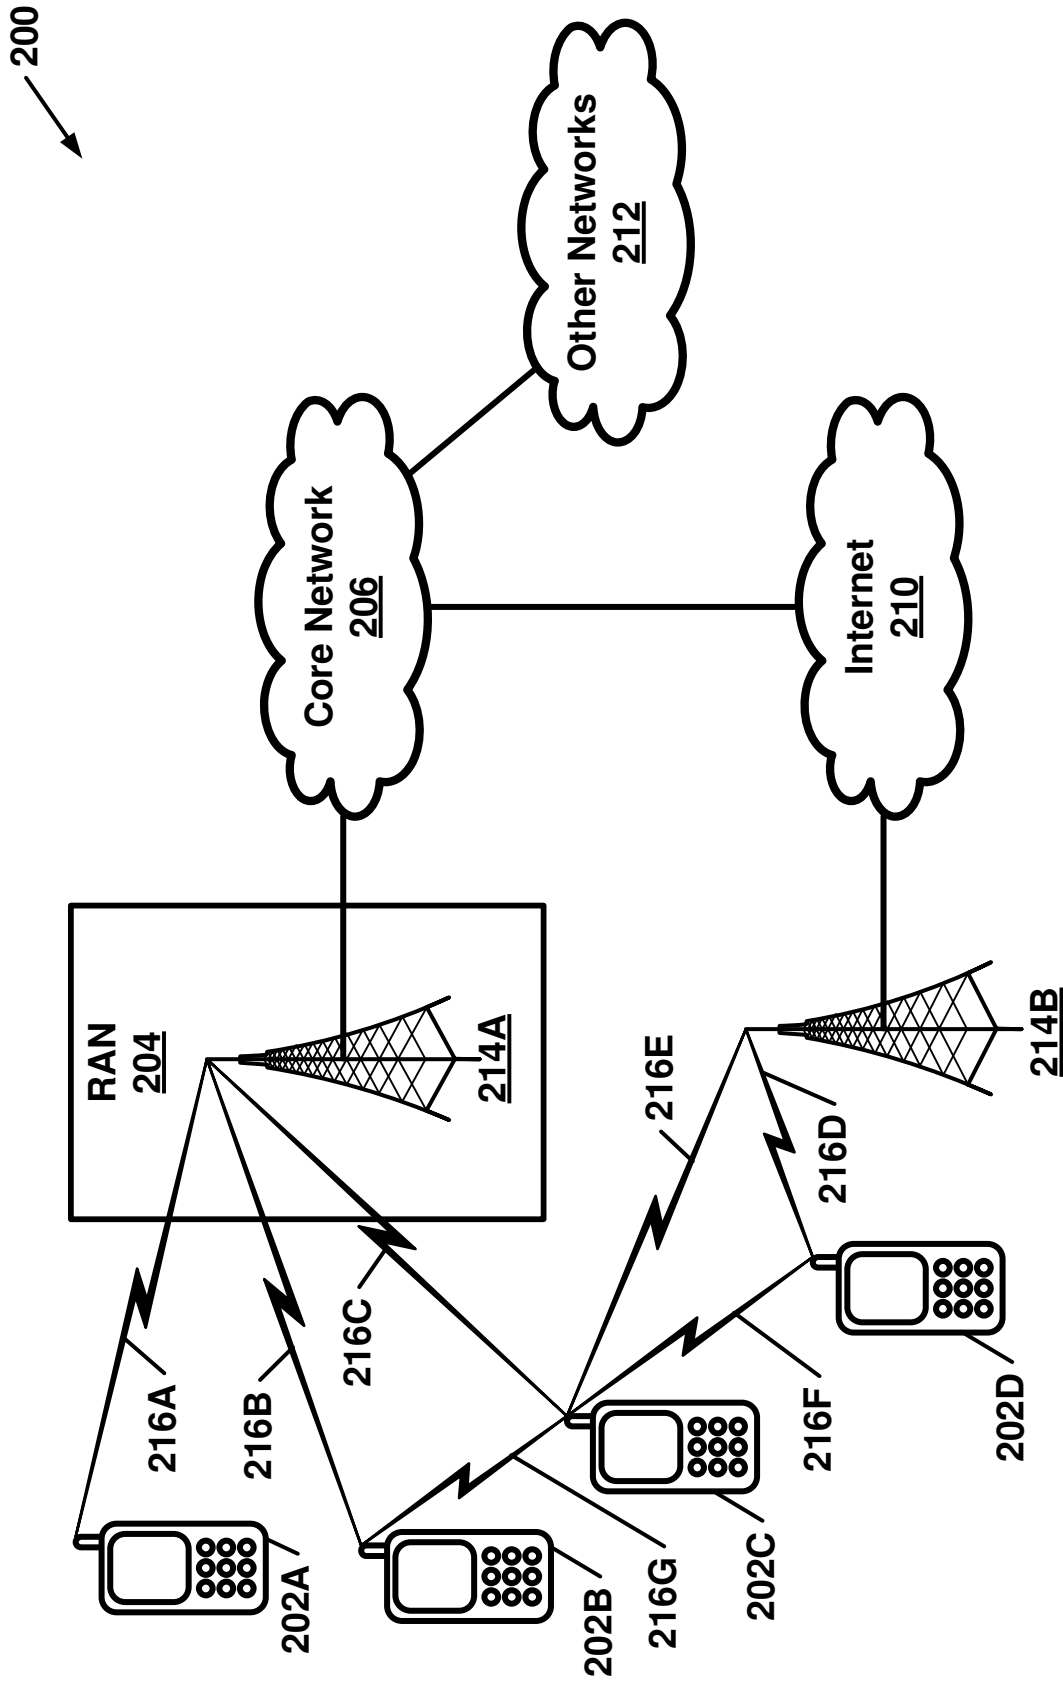 200
RAN
204
214A
Core Network
206
Other Networks
212
Internet
210
214B
216A
216B
216C
216E
216D
216F
216G
202A
202B
202C
202D